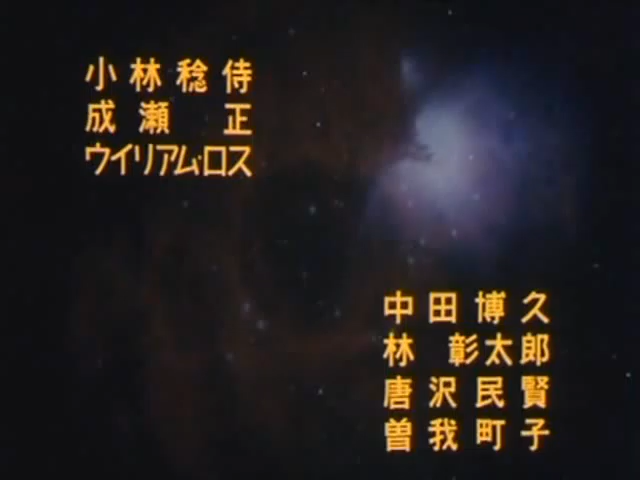 小林稔侍
成瀬 正
ウイリアム・ロス
中田博久
林 彰太郎
唐沢民賢
曽我町子